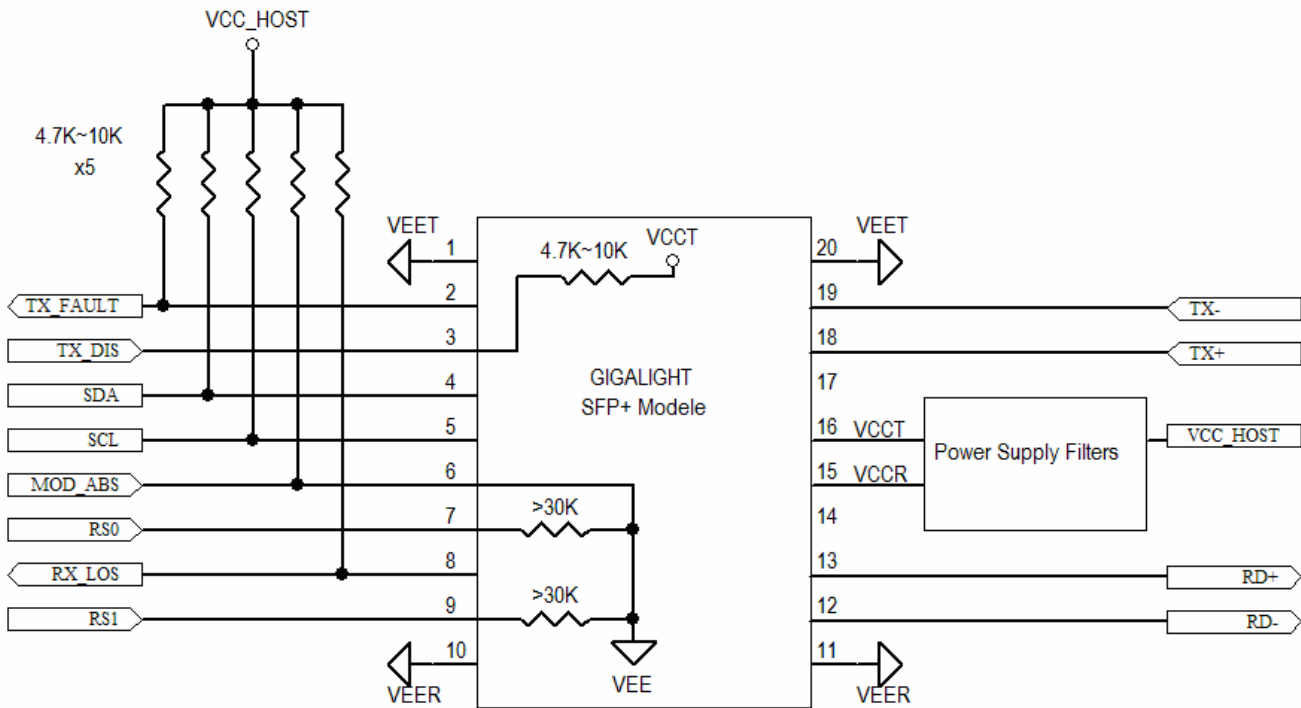 VCC_HOST
4.7K~10K
x5
VEET
1
4.7K~10K
VCCT
20
VEET
TX_FAULT
2
19
TX-
TX_DIS
3
18
TX+
SDA
4
GIGALIGHT
SFP+ Modele
17
SCL
5
16
VCCT
Power Supply Filters
VCC_HOST
MOD_ABS
6
15
VCCR
RS0
7
>30K
14
RX_LOS
8
13
RD+
RS1
9
>30K
12
RD-
10
VEER
VEE
11
VEER